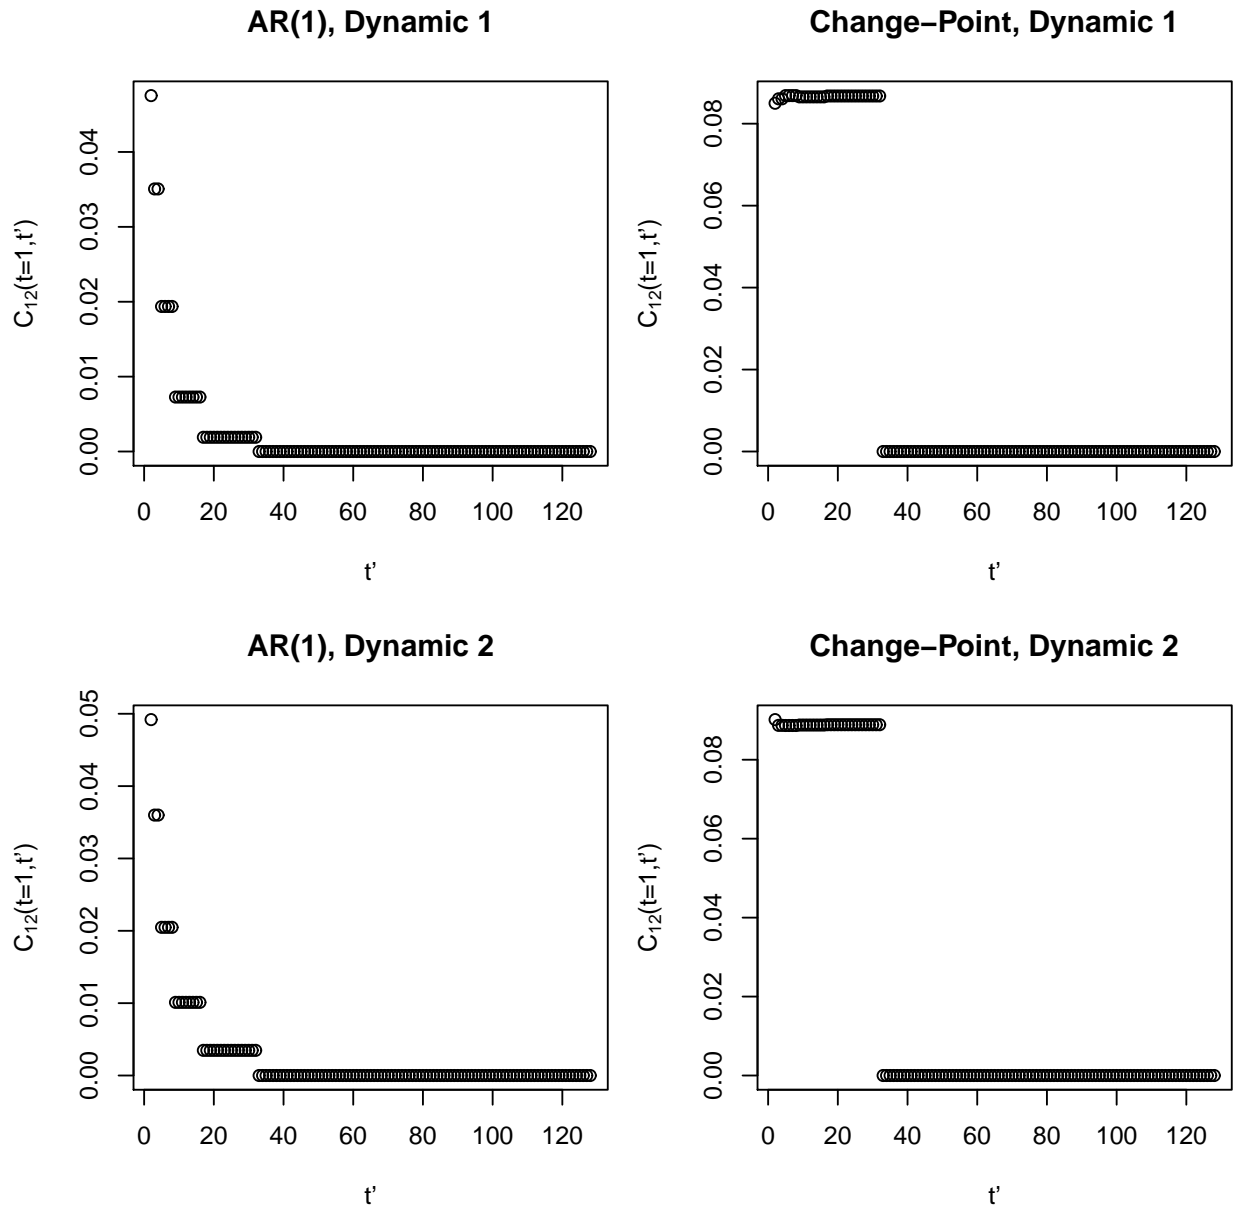 AR(1), Dynamic 1
C₁₂(t=1,t’)
0.00 0.01 0.02 0.03 0.04
0 20 40 60 80 100 120
t’
Change−Point, Dynamic 1
C₁₂(t=1,t’)
0.00 0.02 0.04 0.06 0.08
0 20 40 60 80 100 120
t’
AR(1), Dynamic 2
C₁₂(t=1,t’)
0.00 0.01 0.02 0.03 0.04 0.05
0 20 40 60 80 100 120
t’
Change−Point, Dynamic 2
C₁₂(t=1,t’)
0.00 0.02 0.04 0.06 0.08
0 20 40 60 80 100 120
t’